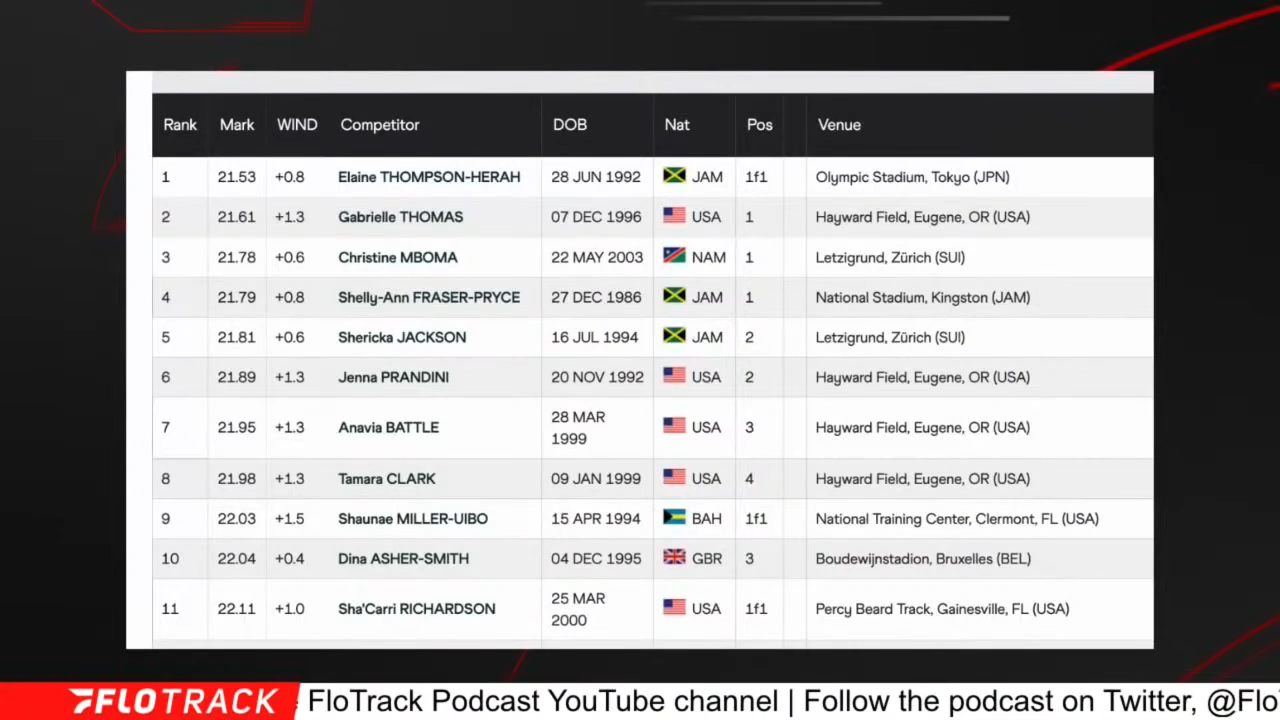 Rank Mark WIND Competitor DOB Nat Pos Venue
1 21.53 +0.8 Elaine THOMPSON-HERAH 28 JUN 1992 JAM 1f1 Olympic Stadium, Tokyo (JPN)
2 21.61 +1.3 Gabrielle THOMAS 07 DEC 1996 USA 1 Hayward Field, Eugene, OR (USA)
3 21.78 +0.6 Christine MBOMA 22 MAY 2003 NAM 1 Letzigrund, Zürich (SUI)
4 21.79 +0.8 Shelly-Ann FRASER-PRYCE 27 DEC 1986 JAM 1 National Stadium, Kingston (JAM)
5 21.81 +0.6 Shericka JACKSON 16 JUL 1994 JAM 2 Letzigrund, Zürich (SUI)
6 21.89 +1.3 Jenna PRANDINI 20 NOV 1992 USA 2 Hayward Field, Eugene, OR (USA)
7 21.95 +1.3 Anavia BATTLE 28 MAR 1999 USA 3 Hayward Field, Eugene, OR (USA)
8 21.98 +1.3 Tamara CLARK 09 JAN 1999 USA 4 Hayward Field, Eugene, OR (USA)
9 22.03 +1.5 Shaunae MILLER-UIBO 15 APR 1994 BAH 1f1 National Training Center, Clermont, FL (USA)
10 22.04 +0.4 Dina ASHER-SMITH 04 DEC 1995 GBR 3 Boudewijnstadion, Bruxelles (BEL)
11 22.11 +1.0 Sha'Carri RICHARDSON 25 MAR 2000 USA 1f1 Percy Beard Track, Gainesville, FL (USA)
FLOTRACK FloTrack Podcast YouTube channel | Follow the podcast on Twitter, @Flo